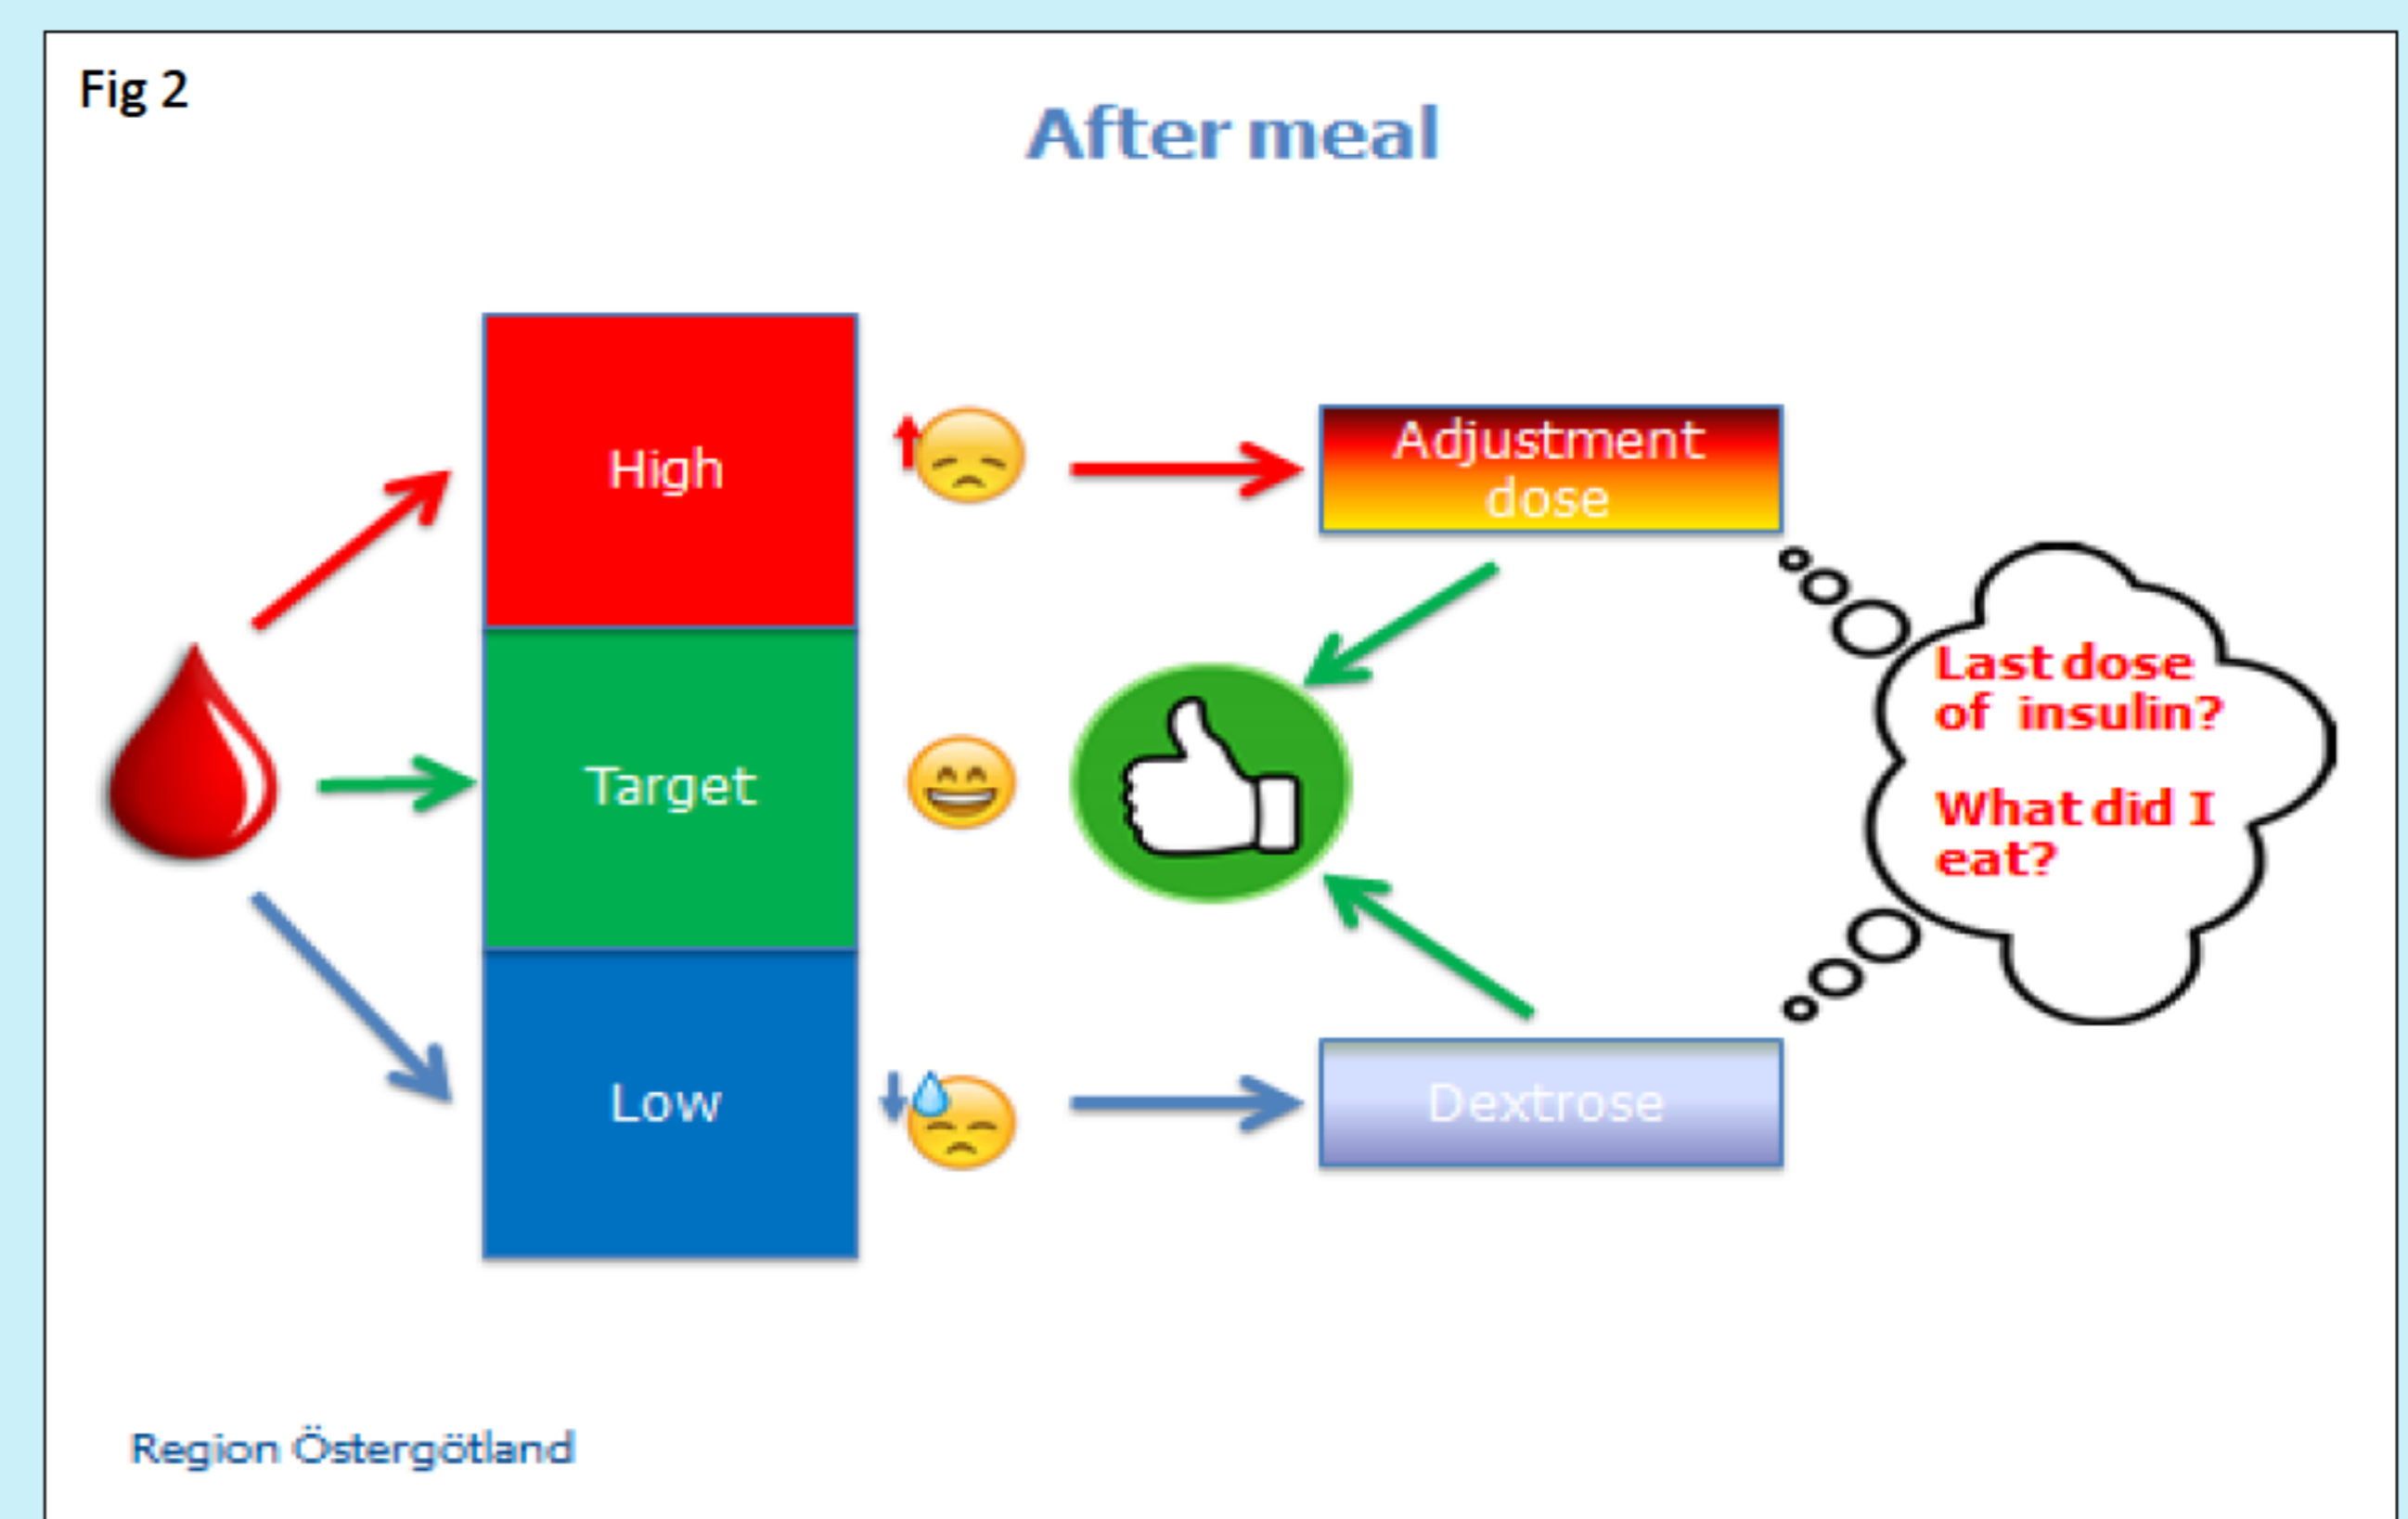 Fig 2
After meal
High
Adjustment
dose
Last dose
of insulin?
Target
What did I
eat?
Low
Dextrose
Region Östergötland